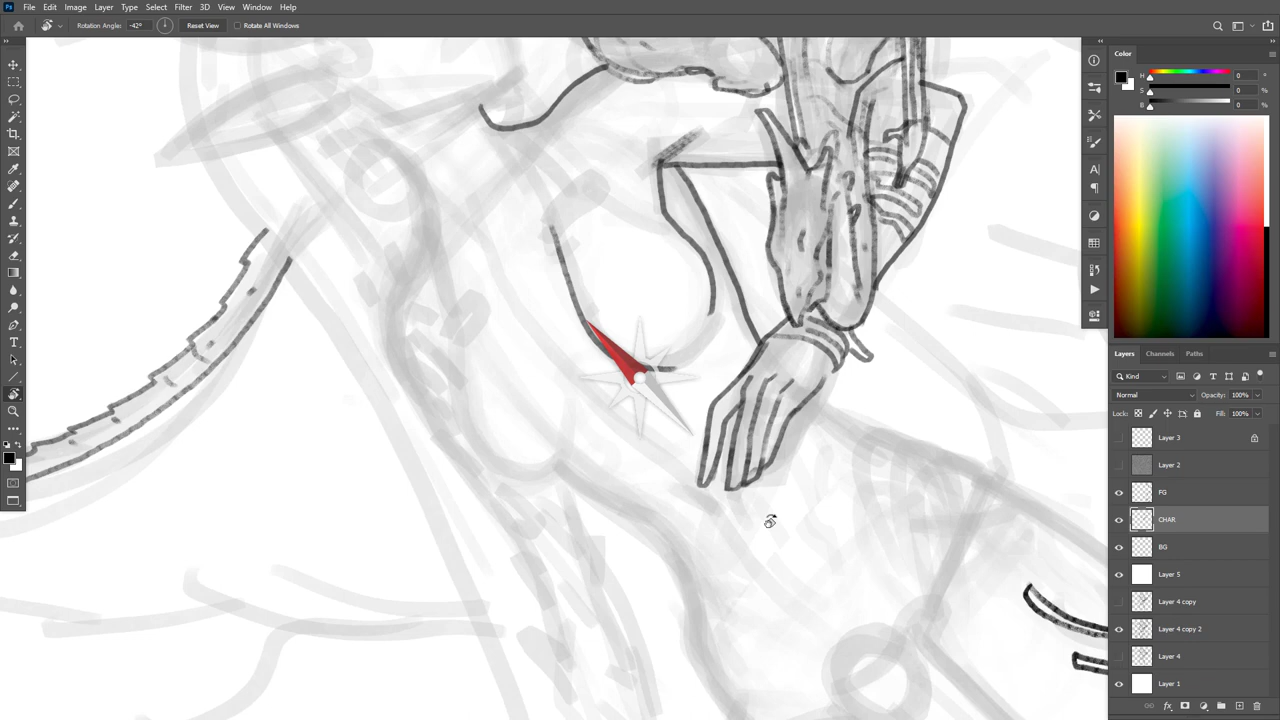 Ps File Edit Image Layer Type Select Filter 3D View Window Help
Rotation Angle: -42° Reset View Rotate All Windows
Color
H 0 °
S 0 %
B 0 %
Layers Channels Paths
Kind
Normal Opacity: 100%
Lock: Fill: 100%
Layer 3
Layer 2
FG
CHAR
BG
Layer 5
Layer 4 copy
Layer 4 copy 2
Layer 4
Layer 1